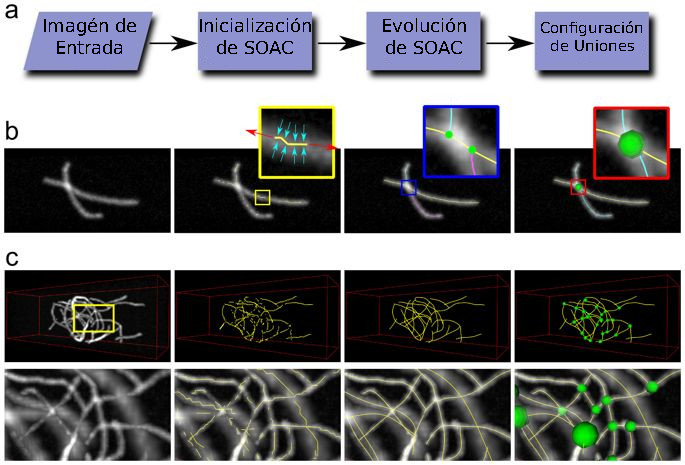 a
Imagén de
Entrada
Inicialización
de SOAC
Evolución
de SOAC
Configuración
de Uniones
b
c